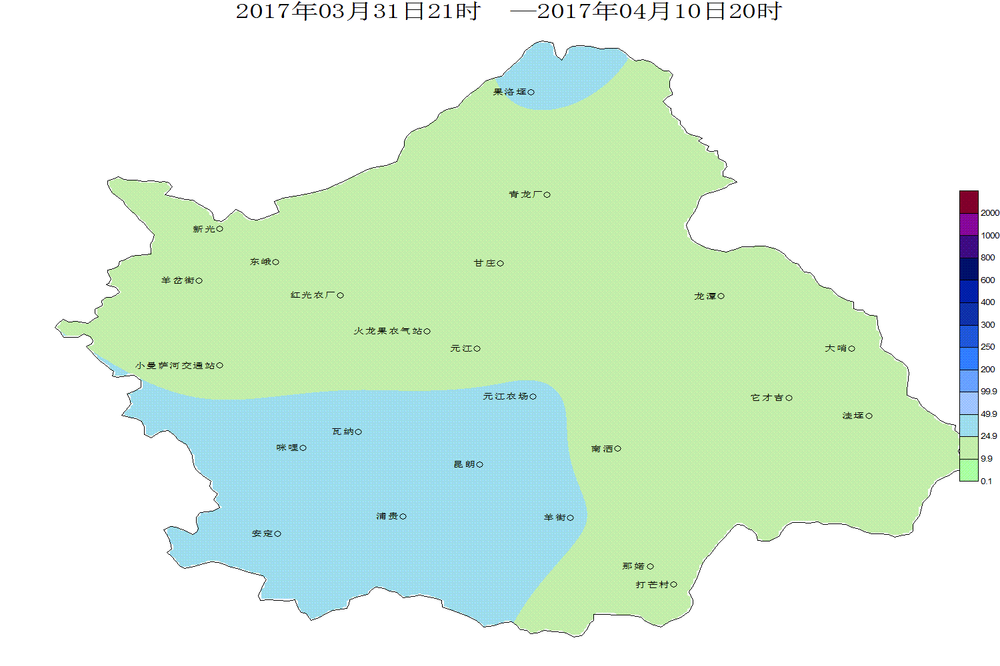 2017年03月31日21时 —2017年04月10日20时
果洛垤
青龙厂
新光
东峨
甘庄
羊岔街
红光农厂
龙潭
火龙果农气站
元江
大哨
小曼萨河交通站
元江农场
它才吉
洼垤
瓦纳
咪哩
南洒
昆朗
浦贵
羊街
安定
那诺
打芒村
2000
1000
800
600
400
300
250
200
99.9
49.9
24.9
9.9
0.1